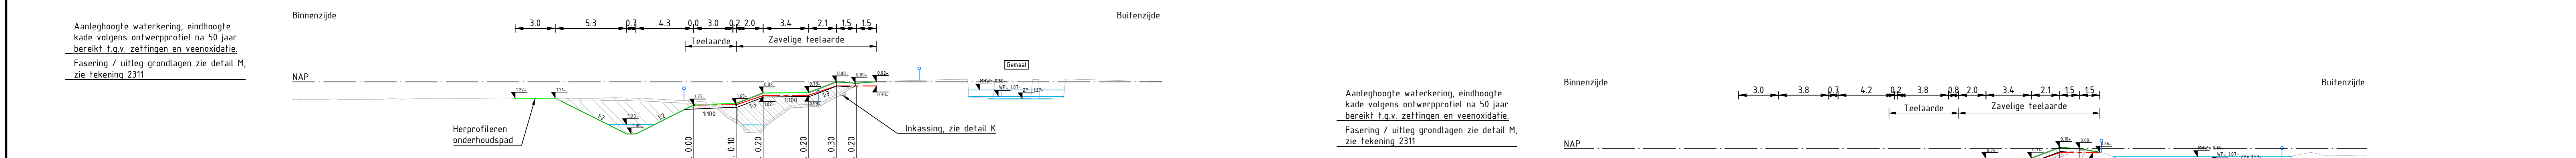 Aanleghoogte waterkering, eindhoogte
kade volgens ontwerpprofiel na 50 jaar
bereikt t.g.v. zettingen en veenoxidatie.
Fasering / uitleg grondlagen zie detail M,
zie tekening 2311
Binnenzijde
Buitenzijde
3.0 5.3 0.7 4.3 0.0 3.0 0.2 2.0 3.4 2.1 1.5 1.5
Teelaarde
Zavelige teelaarde
NAP
Gemaal
Herprofileren
onderhoudspad
1:2
1:2
1:100
1:3
1:100
1:3
Inkassing, zie detail K
0.00
0.10
0.20
0.20
0.30
0.20
Aanleghoogte waterkering, eindhoogte
kade volgens ontwerpprofiel na 50 jaar
bereikt t.g.v. zettingen en veenoxidatie.
Fasering / uitleg grondlagen zie detail M,
zie tekening 2311
Binnenzijde
Buitenzijde
3.0 3.8 0.7 4.2 0.2 3.8 0.8 2.0 3.4 2.1 1.5 1.5
Teelaarde
Zavelige teelaarde
NAP